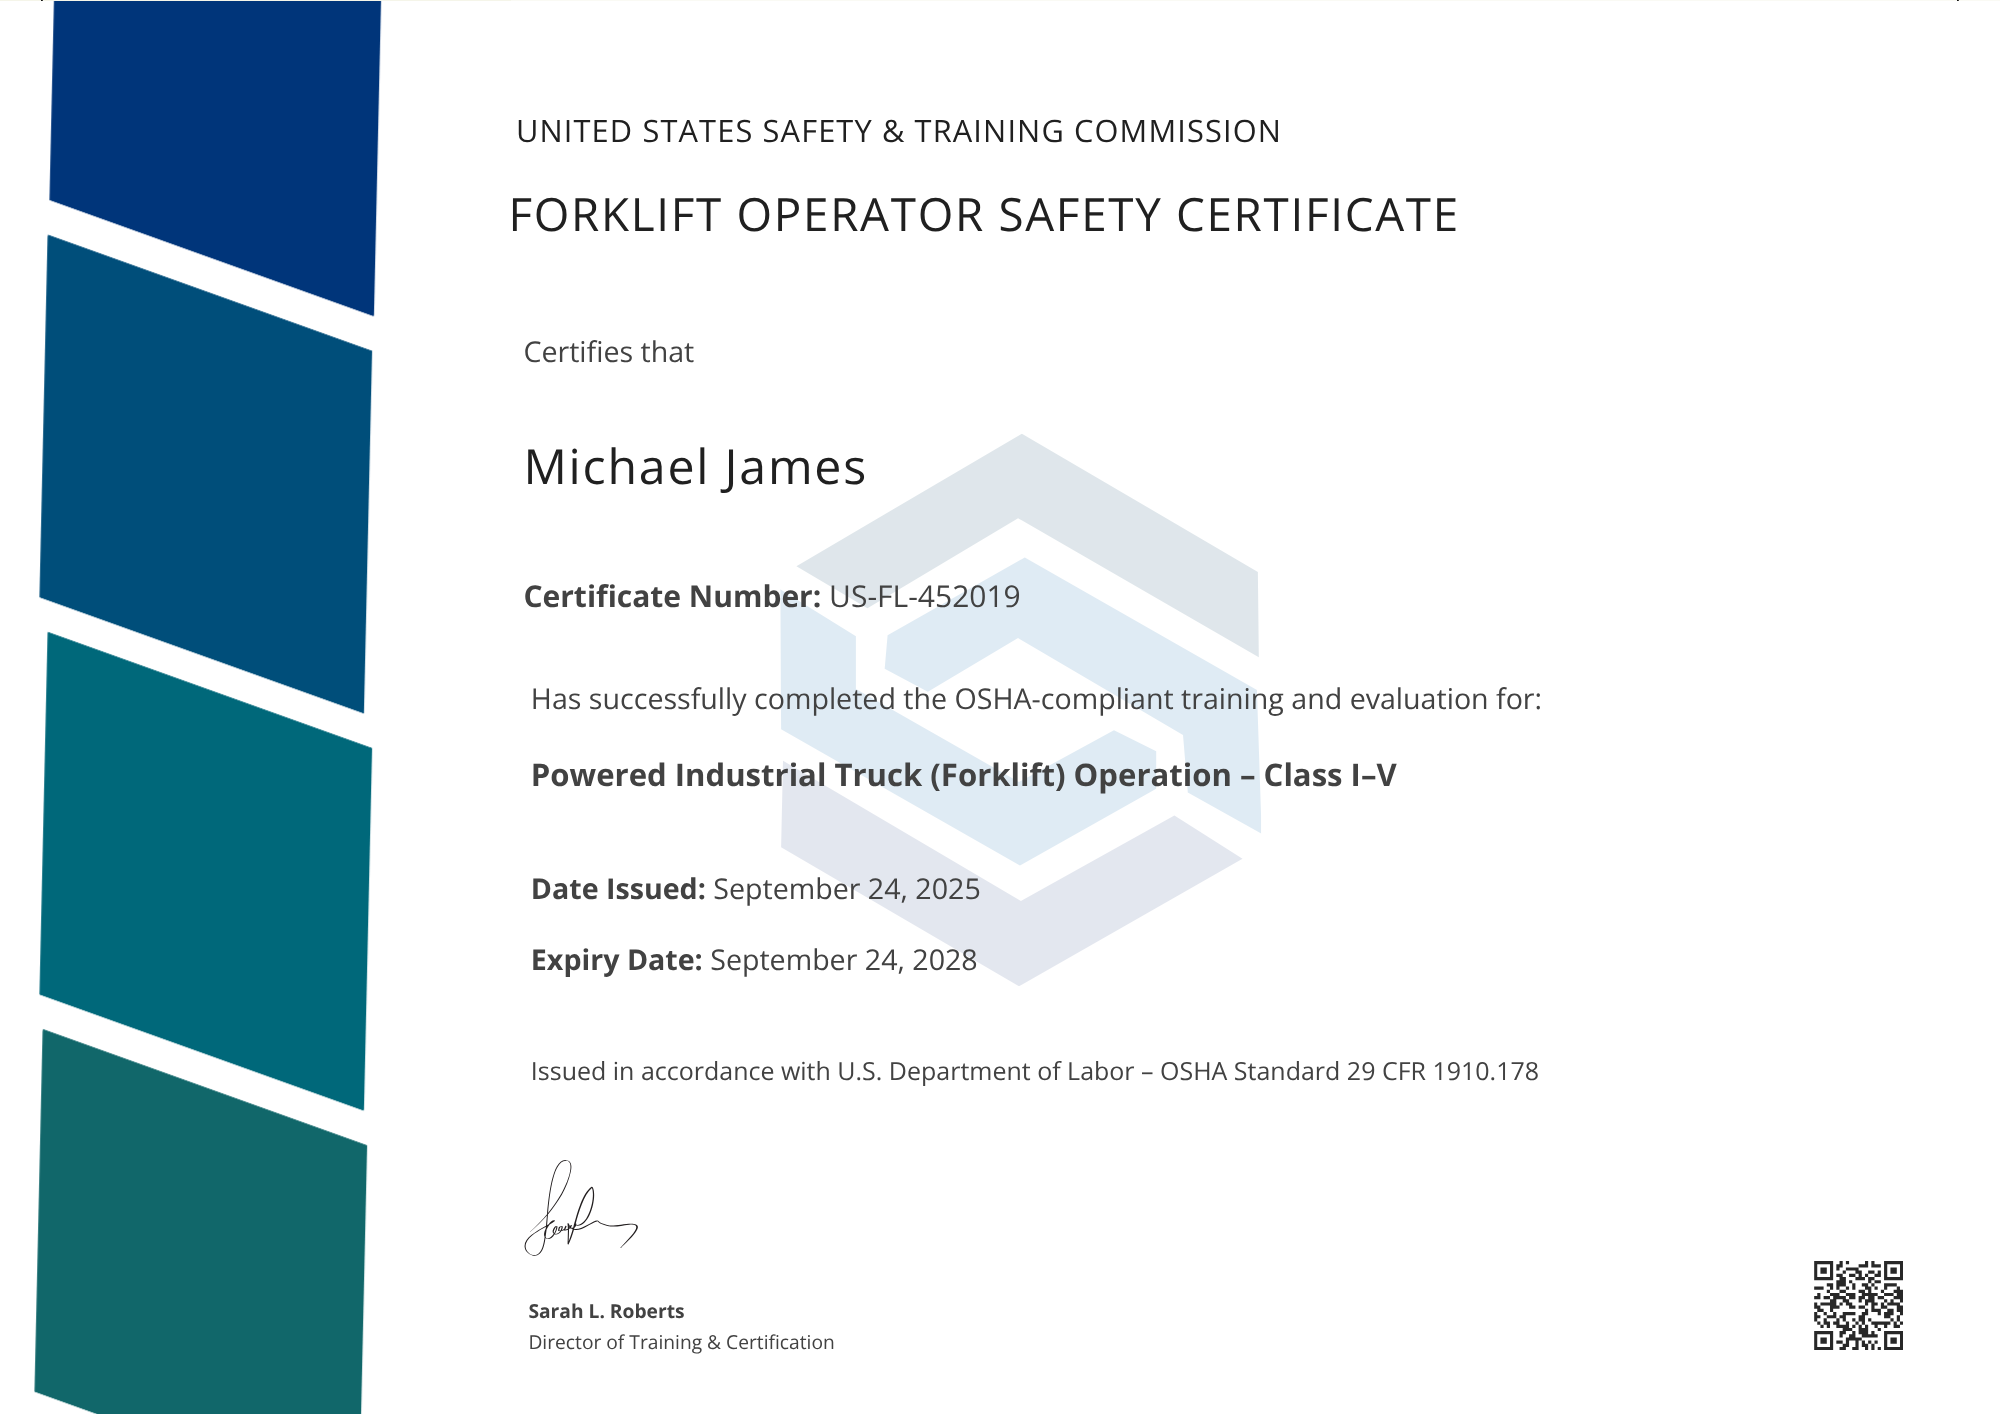 UNITED STATES SAFETY & TRAINING COMMISSION
FORKLIFT OPERATOR SAFETY CERTIFICATE
Certifies that
Michael James
Certificate Number: US-FL-452019
Has successfully completed the OSHA-compliant training and evaluation for:
Powered Industrial Truck (Forklift) Operation – Class I–V
Date Issued: September 24, 2025
Expiry Date: September 24, 2028
Issued in accordance with U.S. Department of Labor – OSHA Standard 29 CFR 1910.178
Sarah L. Roberts
Director of Training & Certification